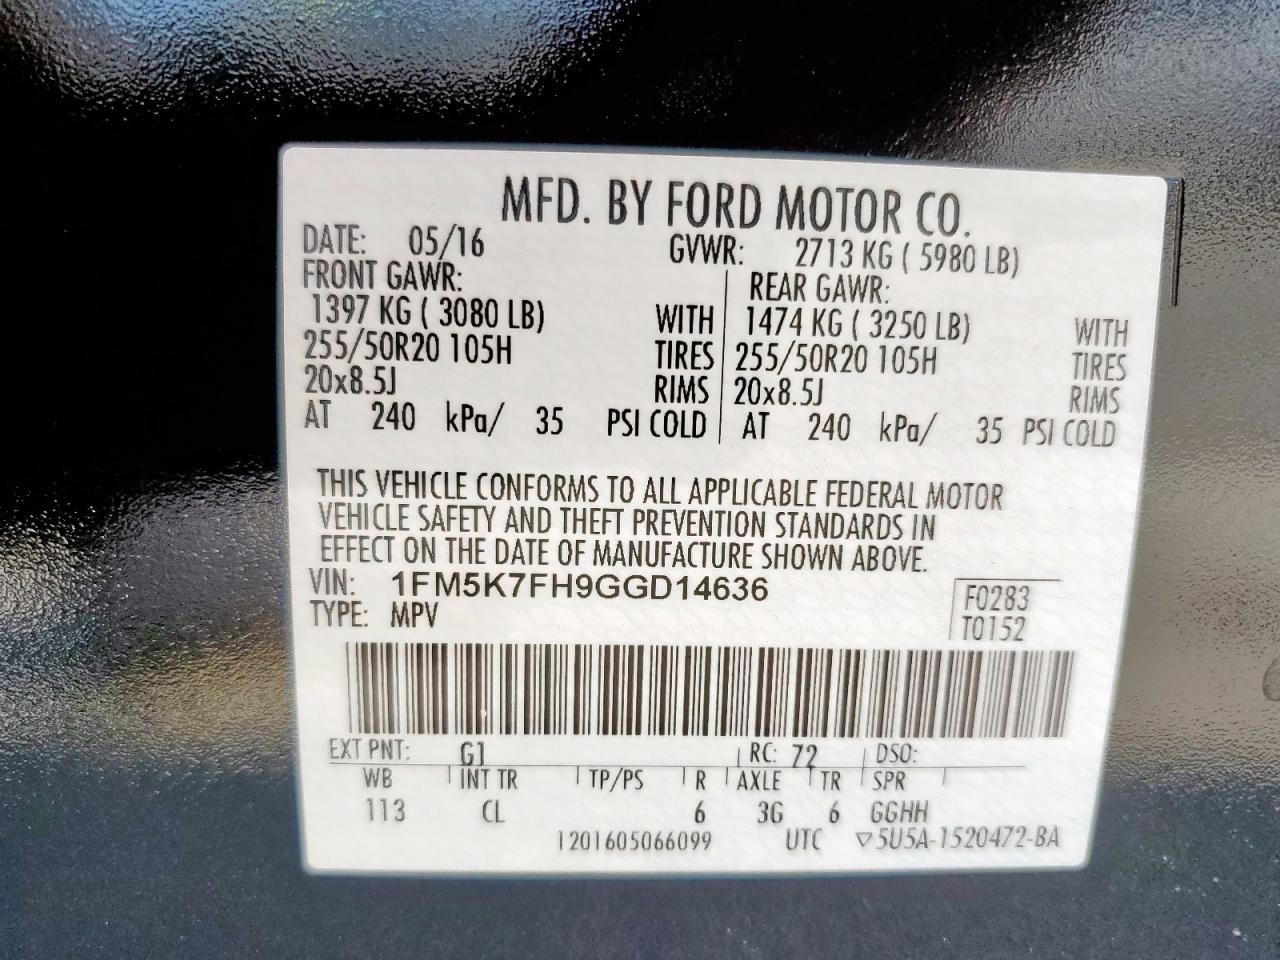 MFD. BY FORD MOTOR CO.
DATE: 05/16 GVWR: 2713 KG ( 5980 LB)
FRONT GAWR: REAR GAWR:
1397 KG ( 3080 LB) WITH 1474 KG ( 3250 LB) WITH
255/50R20 105H TIRES 255/50R20 105H TIRES
20x8.5J RIMS 20x8.5J RIMS
AT 240 kPa/ 35 PSI COLD AT 240 kPa/ 35 PSI COLD
THIS VEHICLE CONFORMS TO ALL APPLICABLE FEDERAL MOTOR
VEHICLE SAFETY AND THEFT PREVENTION STANDARDS IN
EFFECT ON THE DATE OF MANUFACTURE SHOWN ABOVE.
VIN: 1FM5K7FH9GGD14636 F0283
TYPE: MPV T0152
EXT PNT: G1 RC: 72 DSO:
WB INT TR TP/PS R AXLE TR SPR
113 CL 6 3G 6 GGHH
1201605066099 UTC ▽5U5A-1520472-BA